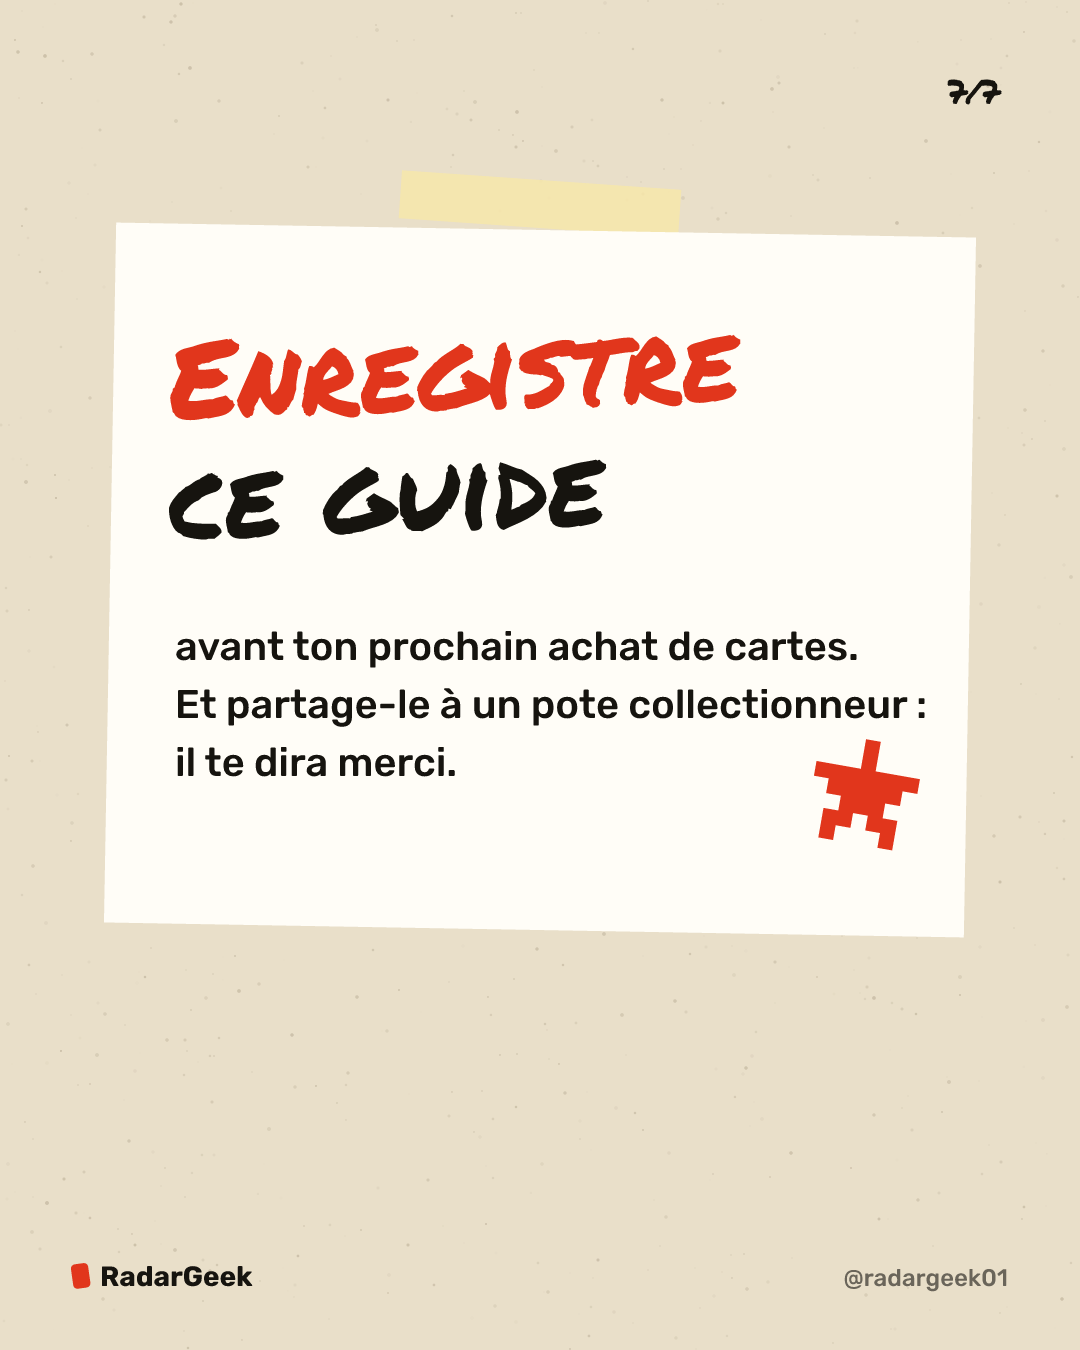 7/7
ENREGISTRE
CE GUIDE
avant ton prochain achat de cartes.
Et partage-le à un pote collectionneur :
il te dira merci.
RadarGeek
@radargeek01